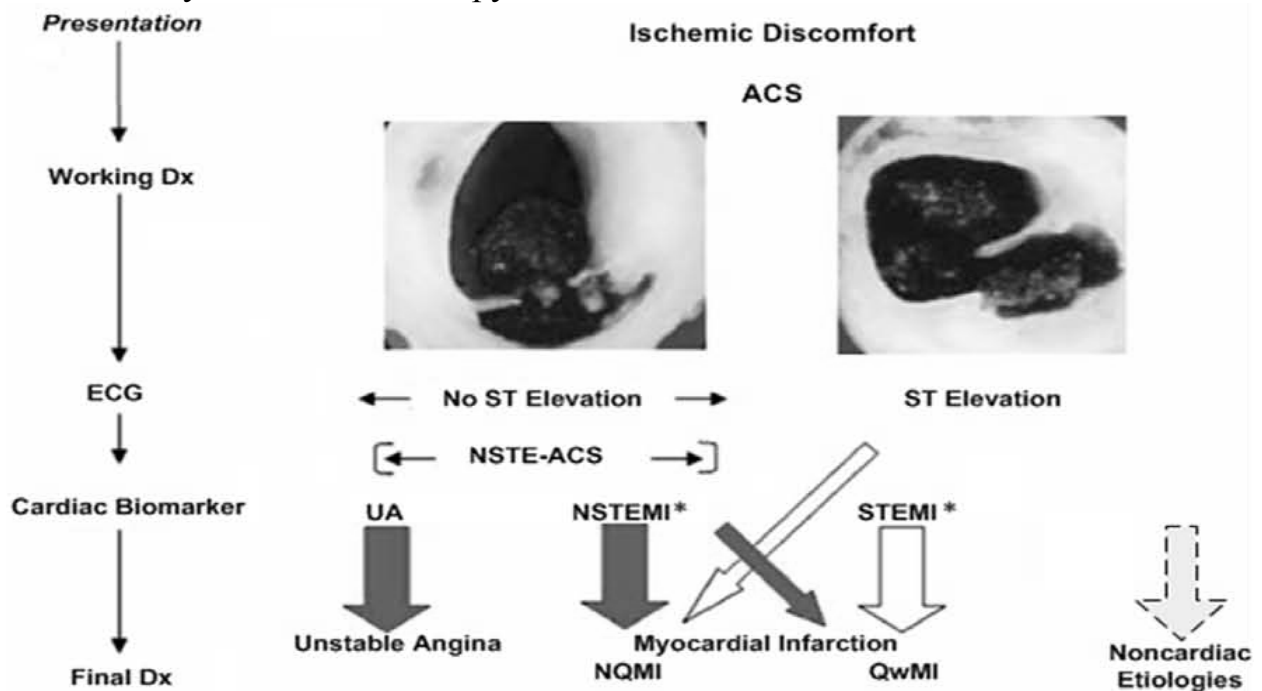 Presentation
Ischemic Discomfort
ACS
Working Dx
ECG
No ST Elevation
ST Elevation
NSTE-ACS
Cardiac Biomarker
UA
NSTEMI*
STEMI*
Unstable Angina
Myocardial Infarction
Noncardiac
Etiologies
NQMI
QwMI
Final Dx